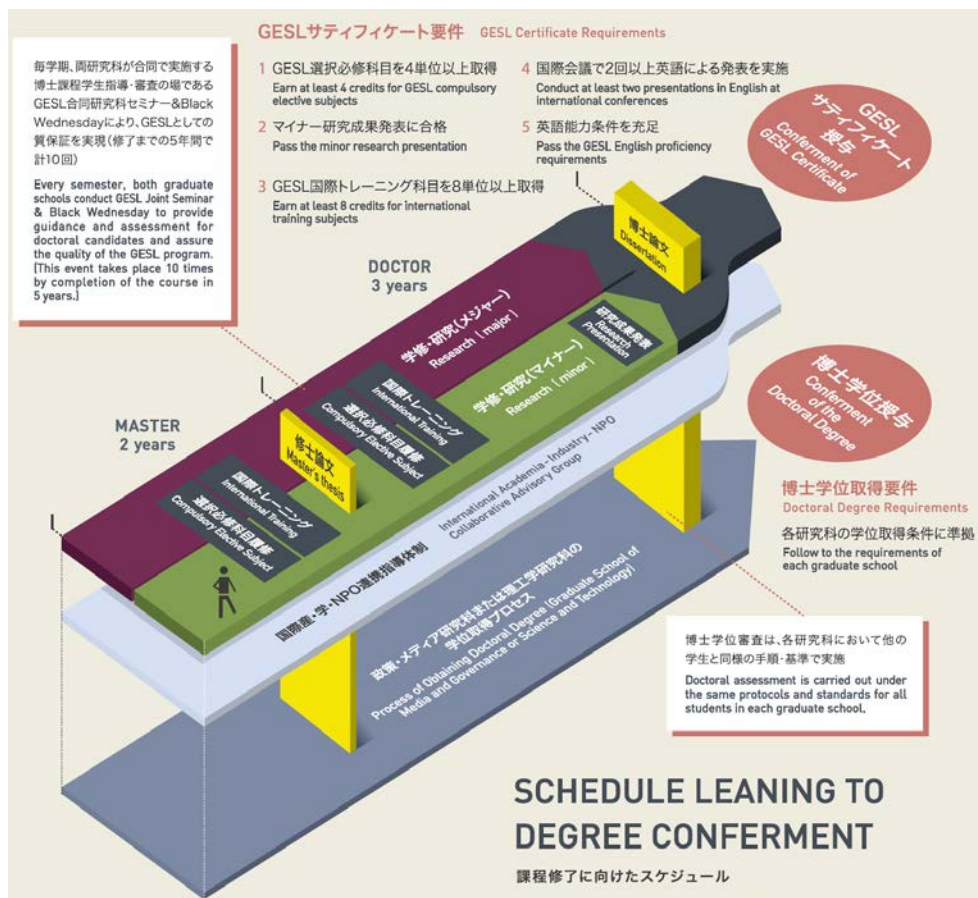 GESLサティフィケート要件 GESL Certificate Requirements
1 GESL選択必修科目を4単位以上取得
Earn at least 4 credits for GESL compulsory
elective subjects
2 マイナー研究成果発表に合格
Pass the minor research presentation
3 GESL国際トレーニング科目を8単位以上取得
Earn at least 8 credits for international
training subjects
4 国際会議で2回以上英語による発表を実施
Conduct at least two presentations in English at
international conferences
5 英語能力条件を充足
Pass the GESL English proficiency
requirements
毎学期、両研究科が合同で実施する
博士課程学生指導・審査の場である
GESL合同研究科セミナー&Black
Wednesdayにより、GESLとしての
質保証を実現(修了までの5年間で
計10回)
Every semester, both graduate
schools conduct GESL Joint Seminar
& Black Wednesday to provide
guidance and assessment for
doctoral candidates and assure
the quality of the GESL program.
(This event takes place 10 times
by completion of the course in
5 years.)
GESL
サティフィケート
授与
Conferment of
GESL Certificate
博士論文
Dissertation
DOCTOR
3 years
学修・研究(メジャー)
Research (major)
研究成果発表
Research
Presentation
学修・研究(マイナー)
Research (minor)
国際トレーニング
International Training
選択必修科目履修
Compulsory Elective Subject
MASTER
2 years
修士論文
Master's thesis
国際トレーニング
International Training
選択必修科目履修
Compulsory Elective Subject
博士学位授与
Conferment
of the
Doctoral Degree
国際産・学・NPO連携指導体制
International Academia-Industry-NPO
Collaborative Advisory Group
博士学位取得要件
Doctoral Degree Requirements
各研究科の学位取得条件に準拠
Follow to the requirements of
each graduate school
政策・メディア研究科または理工学研究科の
学位取得プロセス
Process of Obtaining Doctoral Degree (Graduate School of
Media and Governance or Science and Technology)
博士学位審査は、各研究科において他の
学生と同様の手順・基準で実施
Doctoral assessment is carried out under
the same protocols and standards for all
students in each graduate school.
SCHEDULE LEANING TO
DEGREE CONFERMENT
課程修了に向けたスケジュール